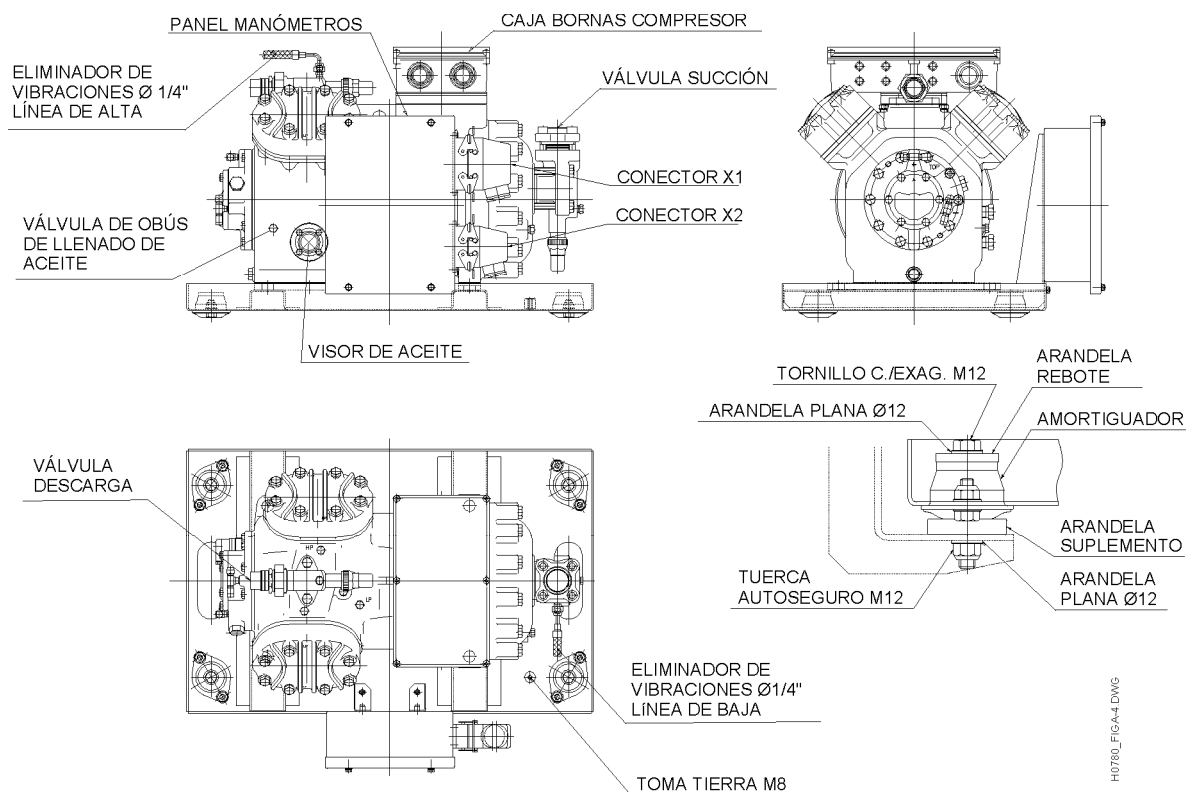 PANEL MANÓMETROS
CAJA BORNAS COMPRESOR
ELIMINADOR DE
VIBRACIONES Ø 1/4"
LÍNEA DE ALTA
VÁLVULA SUCCIÓN
CONECTOR X1
CONECTOR X2
VÁLVULA DE OBÚS
DE LLENADO DE
ACEITE
VISOR DE ACEITE
TORNILLO C./EXAG. M12
ARANDELA
REBOTE
ARANDELA PLANA Ø12
AMORTIGUADOR
ARANDELA
SUPLEMENTO
TUERCA
AUTOSEGURO M12
ARANDELA
PLANA Ø12
VÁLVULA
DESCARGA
HP
LP
ELIMINADOR DE
VIBRACIONES Ø1/4"
LíNEA DE BAJA
TOMA TIERRA M8
H0780_FIGA-4.DWG